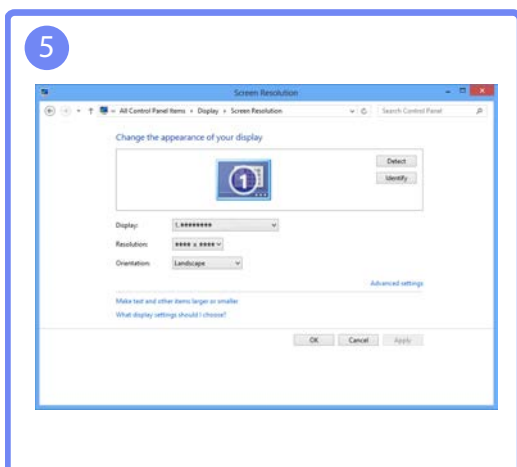 5
Screen Resolution
All Control Panel Items Display Screen Resolution
Search Control Panel
Change the appearance of your display
1
Detect
Identify
Display: 1. ********
Resolution: **** x ****
Orientation: Landscape
Advanced settings
Make text and other items larger or smaller
What display settings should I choose?
OK Cancel Apply